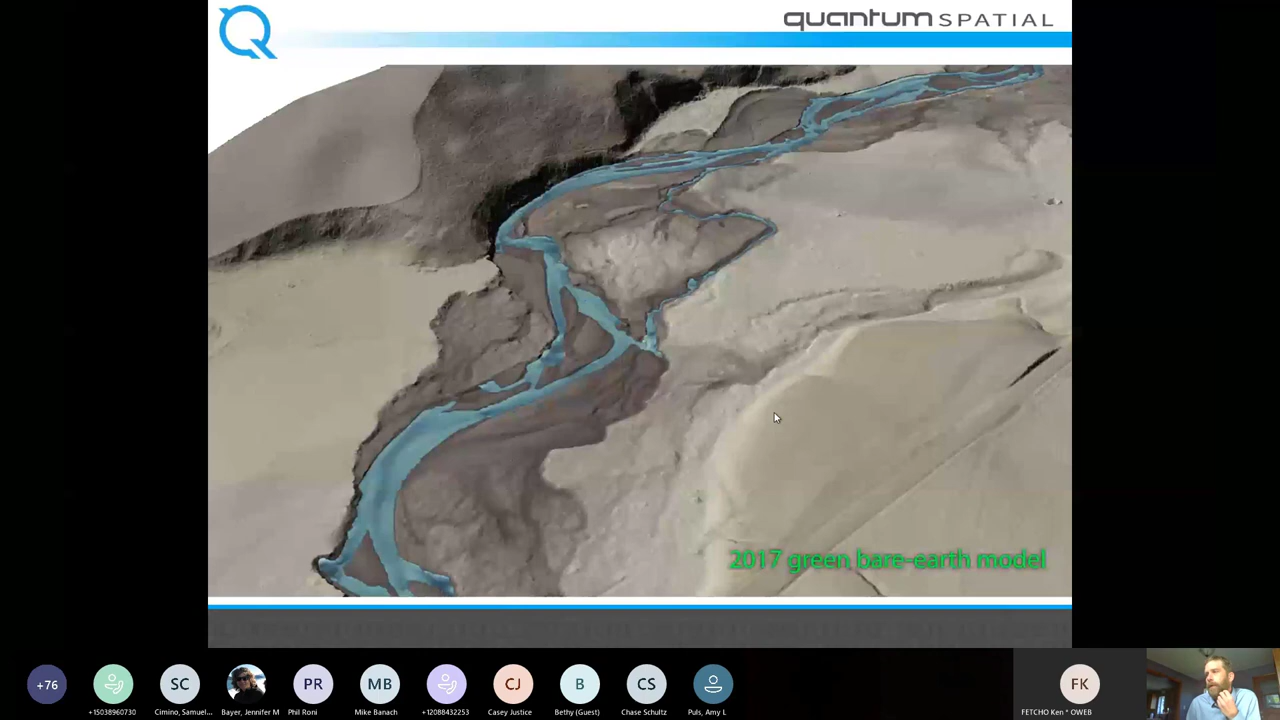 quantum SPATIAL
2017 green bare-earth model
+76
SC
PR
MB
CJ
B
CS
FK
+15038960730
Cimino, Samuel...
Bayer, Jennifer M
Phil Roni
Mike Banach
+12088432253
Casey Justice
Bethy (Guest)
Chase Schultz
Puls, Amy L
FETCHO Ken * OWEB